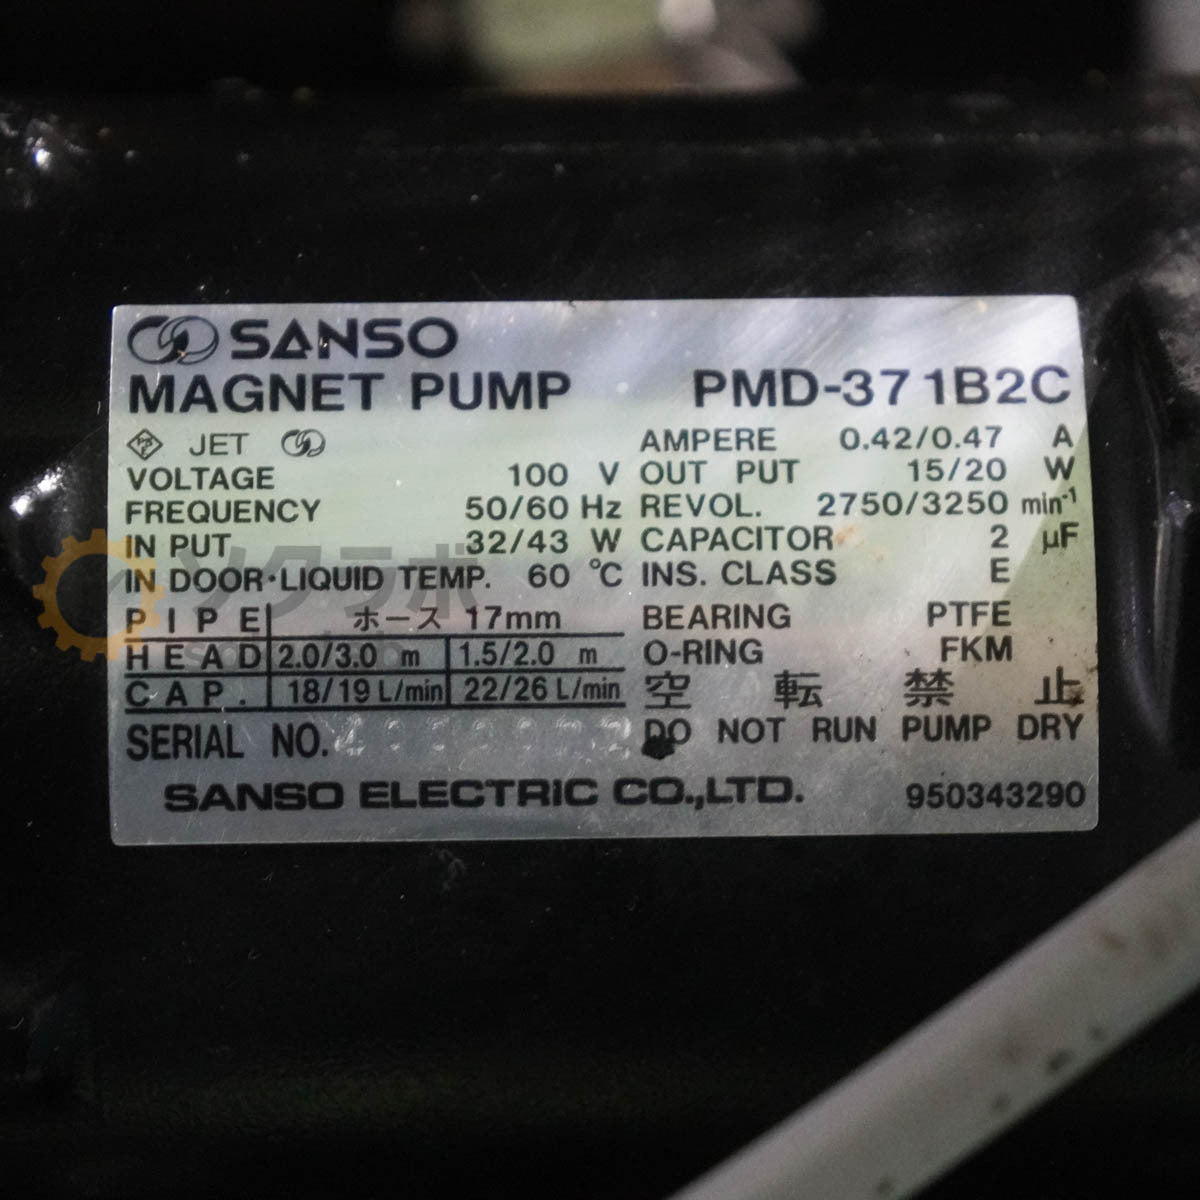 SANSO
MAGNET PUMP PMD-371B2C
JET
AMPERE 0.42/0.47 A
VOLTAGE 100 V OUT PUT 15/20 W
FREQUENCY 50/60 Hz REVOL. 2750/3250 min-1
IN PUT 32/43 W CAPACITOR 2 μF
IN DOOR・LIQUID TEMP. 60 ℃ INS. CLASS E
PIPE ホース 17mm BEARING PTFE
HEAD 2.0/3.0 m 1.5/2.0 m O-RING FKM
CAP. 18/19 L/min 22/26 L/min 空転禁止
SERIAL NO. DO NOT RUN PUMP DRY
SANSO ELECTRIC CO.,LTD. 950343290
ソクラボ